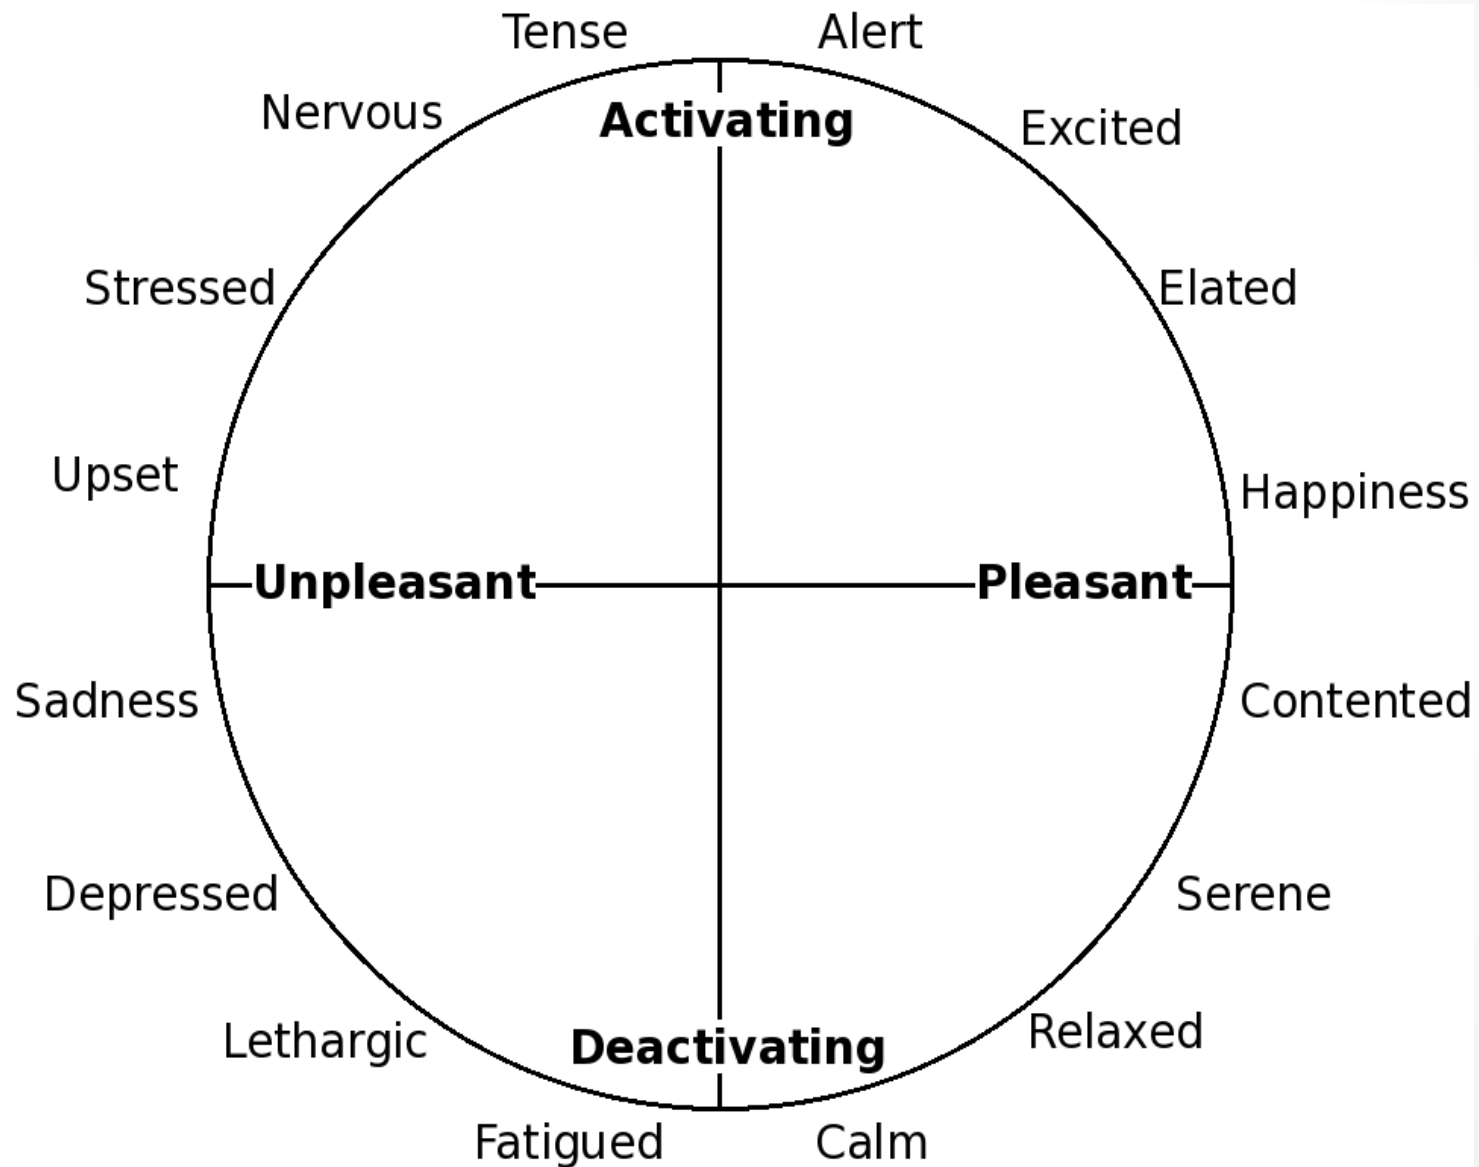 Tense Alert
Nervous Activating Excited
Stressed Elated
Upset Happiness
Unpleasant Pleasant
Sadness Contented
Depressed Serene
Lethargic Deactivating Relaxed
Fatigued Calm